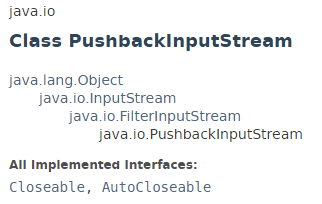 java.io
Class PushbackInputStream
java.lang.Object
java.io.InputStream
java.io.FilterInputStream
java.io.PushbackInputStream
All Implemented Interfaces:
Closeable, AutoCloseable